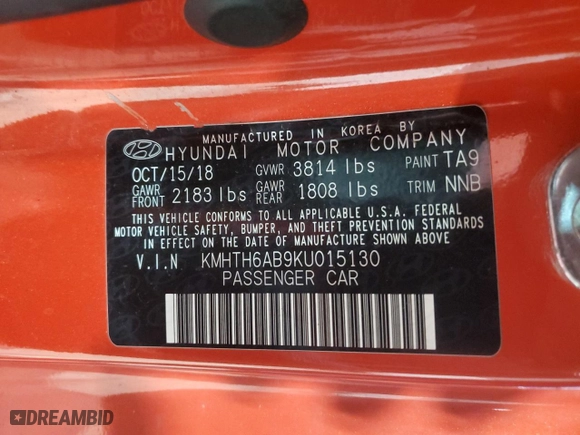 MANUFACTURED IN KOREA BY
HYUNDAI MOTOR COMPANY
OCT/15/18 GVWR 3814 lbs PAINT TA9
GAWR FRONT 2183 lbs GAWR REAR 1808 lbs TRIM NNB
THIS VEHICLE CONFORMS TO ALL APPLICABLE U.S.A. FEDERAL
MOTOR VEHICLE SAFETY, BUMPER, AND THEFT PREVENTION STANDARDS
IN EFFECT ON THE DATE OF MANUFACTURE SHOWN ABOVE.
V.I.N KMHTH6AB9KU015130
PASSENGER CAR
DREAMBID